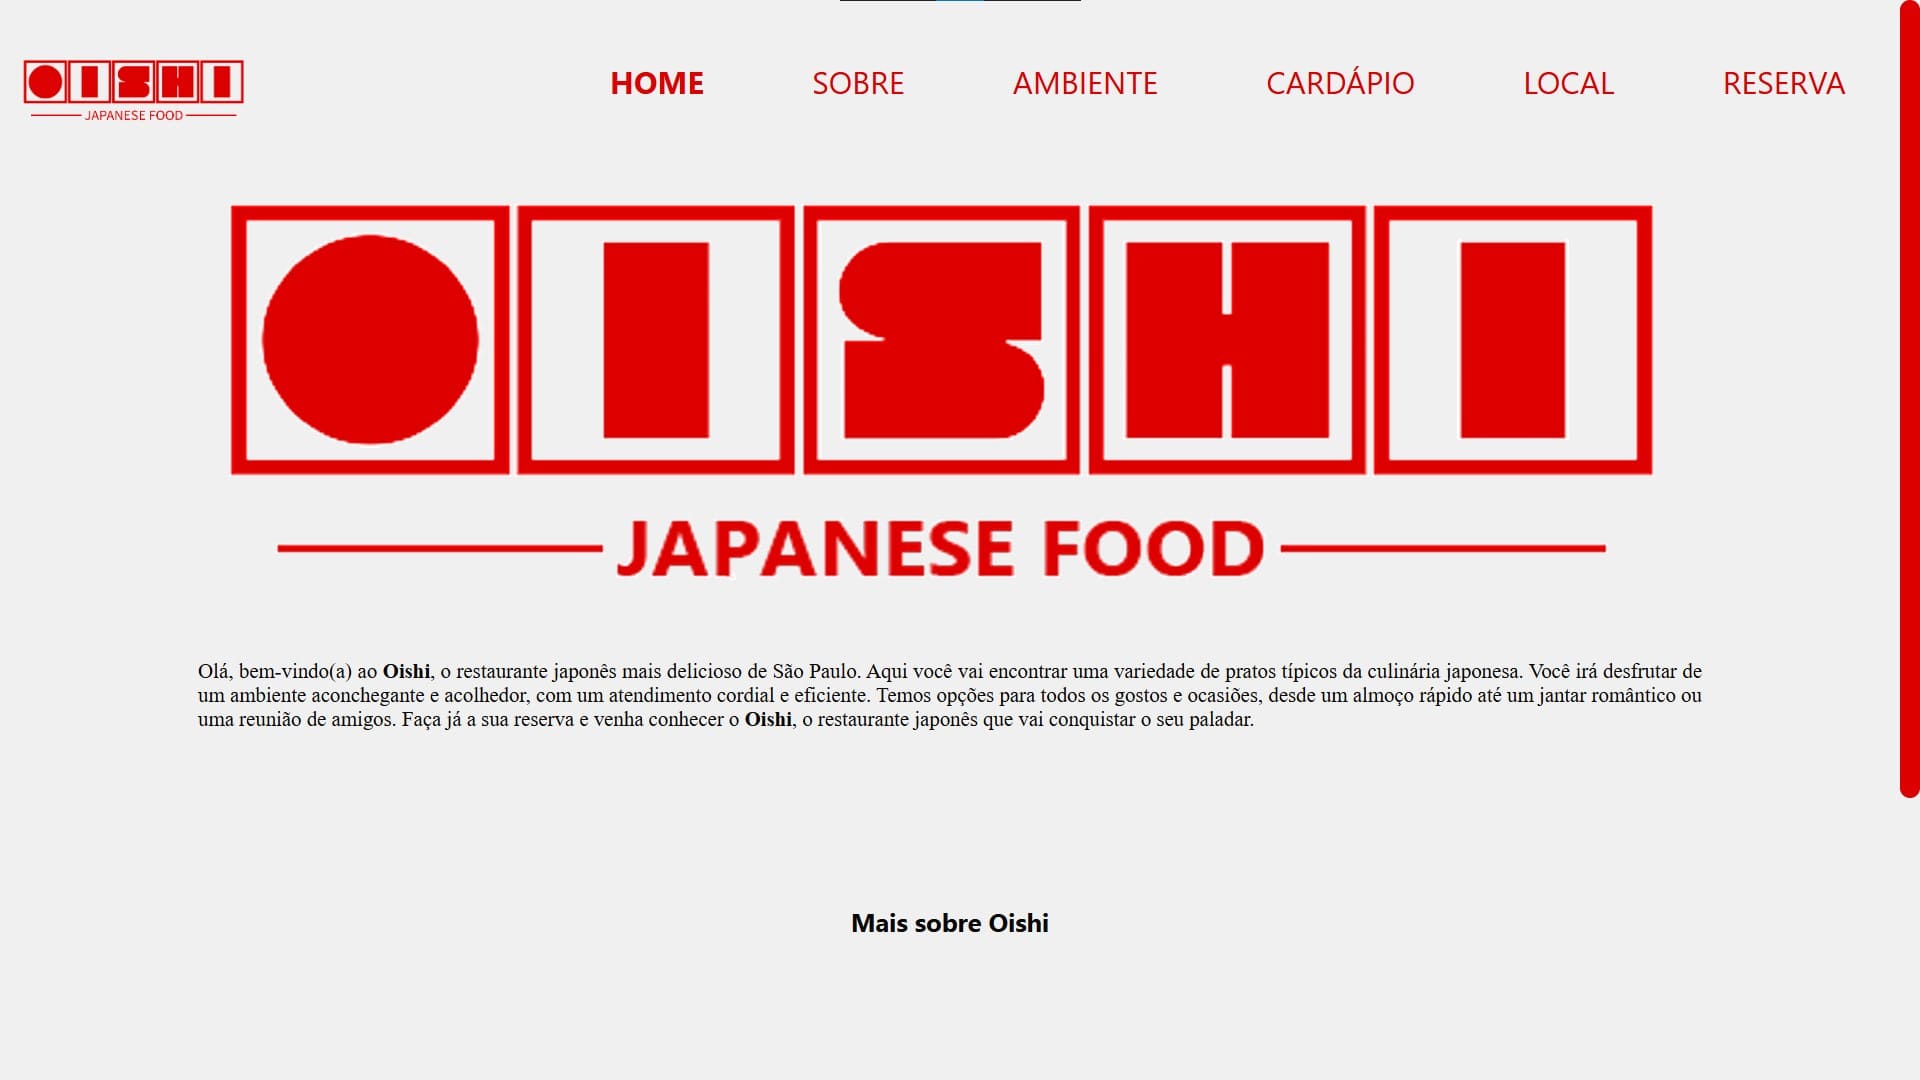 OISHI
JAPANESE FOOD
HOME SOBRE AMBIENTE CARDÁPIO LOCAL RESERVA
OISHI
JAPANESE FOOD
Olá, bem-vindo(a) ao Oishi, o restaurante japonês mais delicioso de São Paulo. Aqui você vai encontrar uma variedade de pratos típicos da culinária japonesa. Você irá desfrutar de
um ambiente aconchegante e acolhedor, com um atendimento cordial e eficiente. Temos opções para todos os gostos e ocasiões, desde um almoço rápido até um jantar romântico ou
uma reunião de amigos. Faça já a sua reserva e venha conhecer o Oishi, o restaurante japonês que vai conquistar o seu paladar.
Mais sobre Oishi